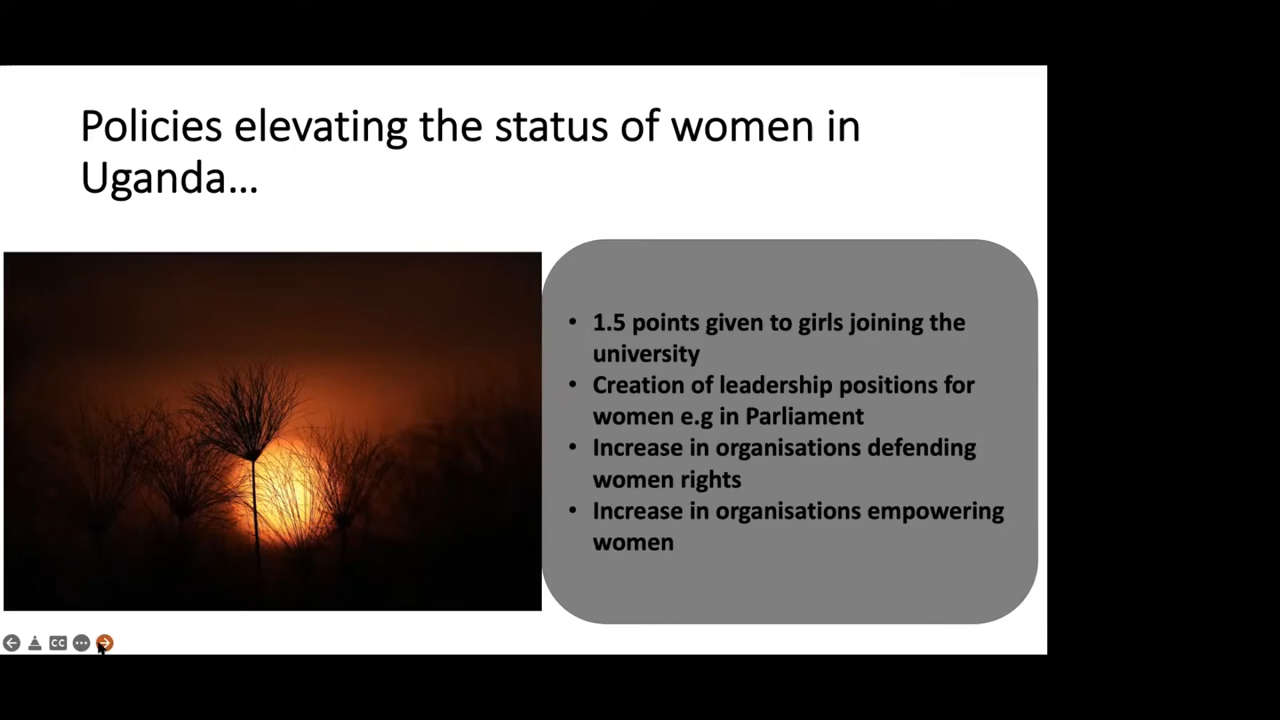 Policies elevating the status of women in
Uganda...
• 1.5 points given to girls joining the
university
• Creation of leadership positions for
women e.g in Parliament
• Increase in organisations defending
women rights
• Increase in organisations empowering
women
CC